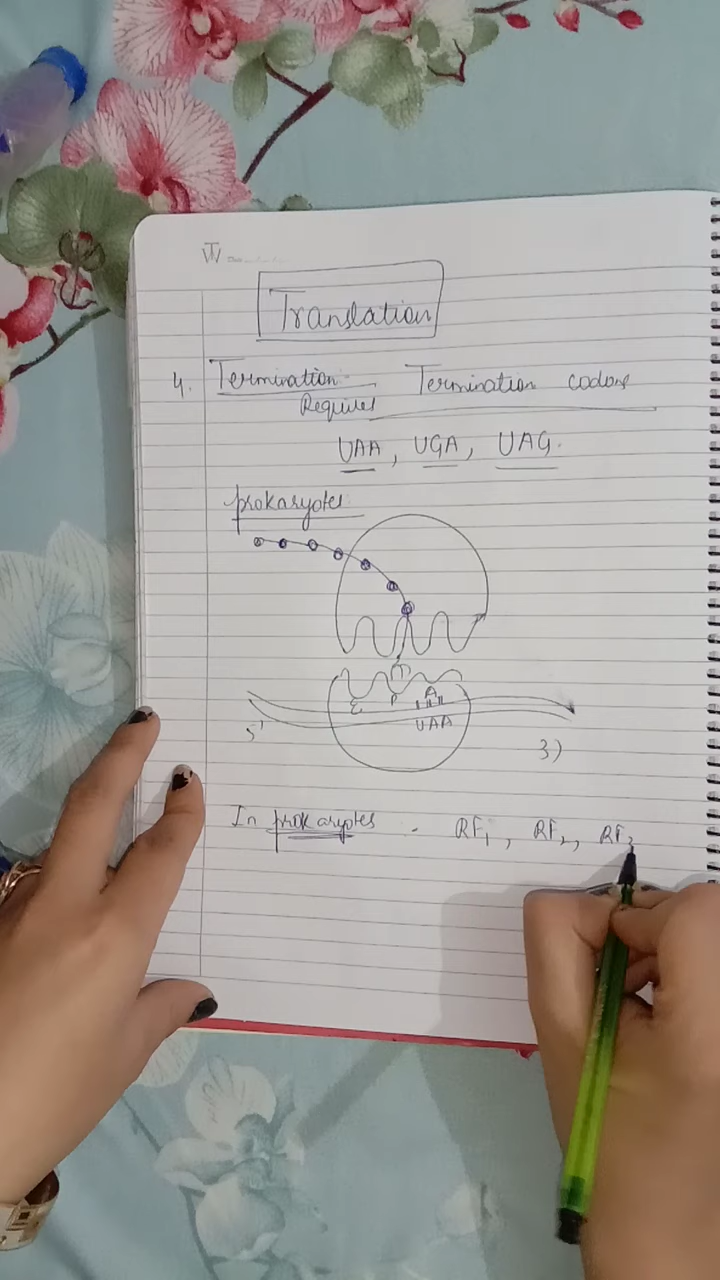 Translation
4. Termination Termination codons
Requires
UAA, UGA, UAG.
prokaryotes
E P A
UAA
5'
3)
In prokaryotes - RF1, RF2, RF3